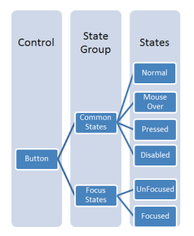 Control
State
Group
States
Button
Common
States
Focus
States
Normal
Mouse
Over
Pressed
Disabled
UnFocused
Focused